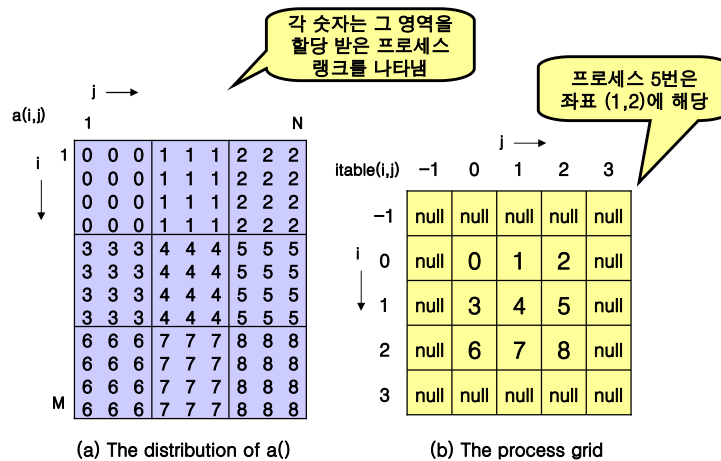 각 숫자는 그 영역을
할당 받은 프로세스
랭크를 나타냄
프로세스 5번은
좌표 (1,2)에 해당
j
a(i,j)
1 N
1
i
M
0 0 0 1 1 1 2 2 2
0 0 0 1 1 1 2 2 2
0 0 0 1 1 1 2 2 2
0 0 0 1 1 1 2 2 2
3 3 3 4 4 4 5 5 5
3 3 3 4 4 4 5 5 5
3 3 3 4 4 4 5 5 5
3 3 3 4 4 4 5 5 5
6 6 6 7 7 7 8 8 8
6 6 6 7 7 7 8 8 8
6 6 6 7 7 7 8 8 8
6 6 6 7 7 7 8 8 8
(a) The distribution of a()
j
itable(i,j) -1 0 1 2 3
i
-1 null null null null null
0 null 0 1 2 null
1 null 3 4 5 null
2 null 6 7 8 null
3 null null null null null
(b) The process grid